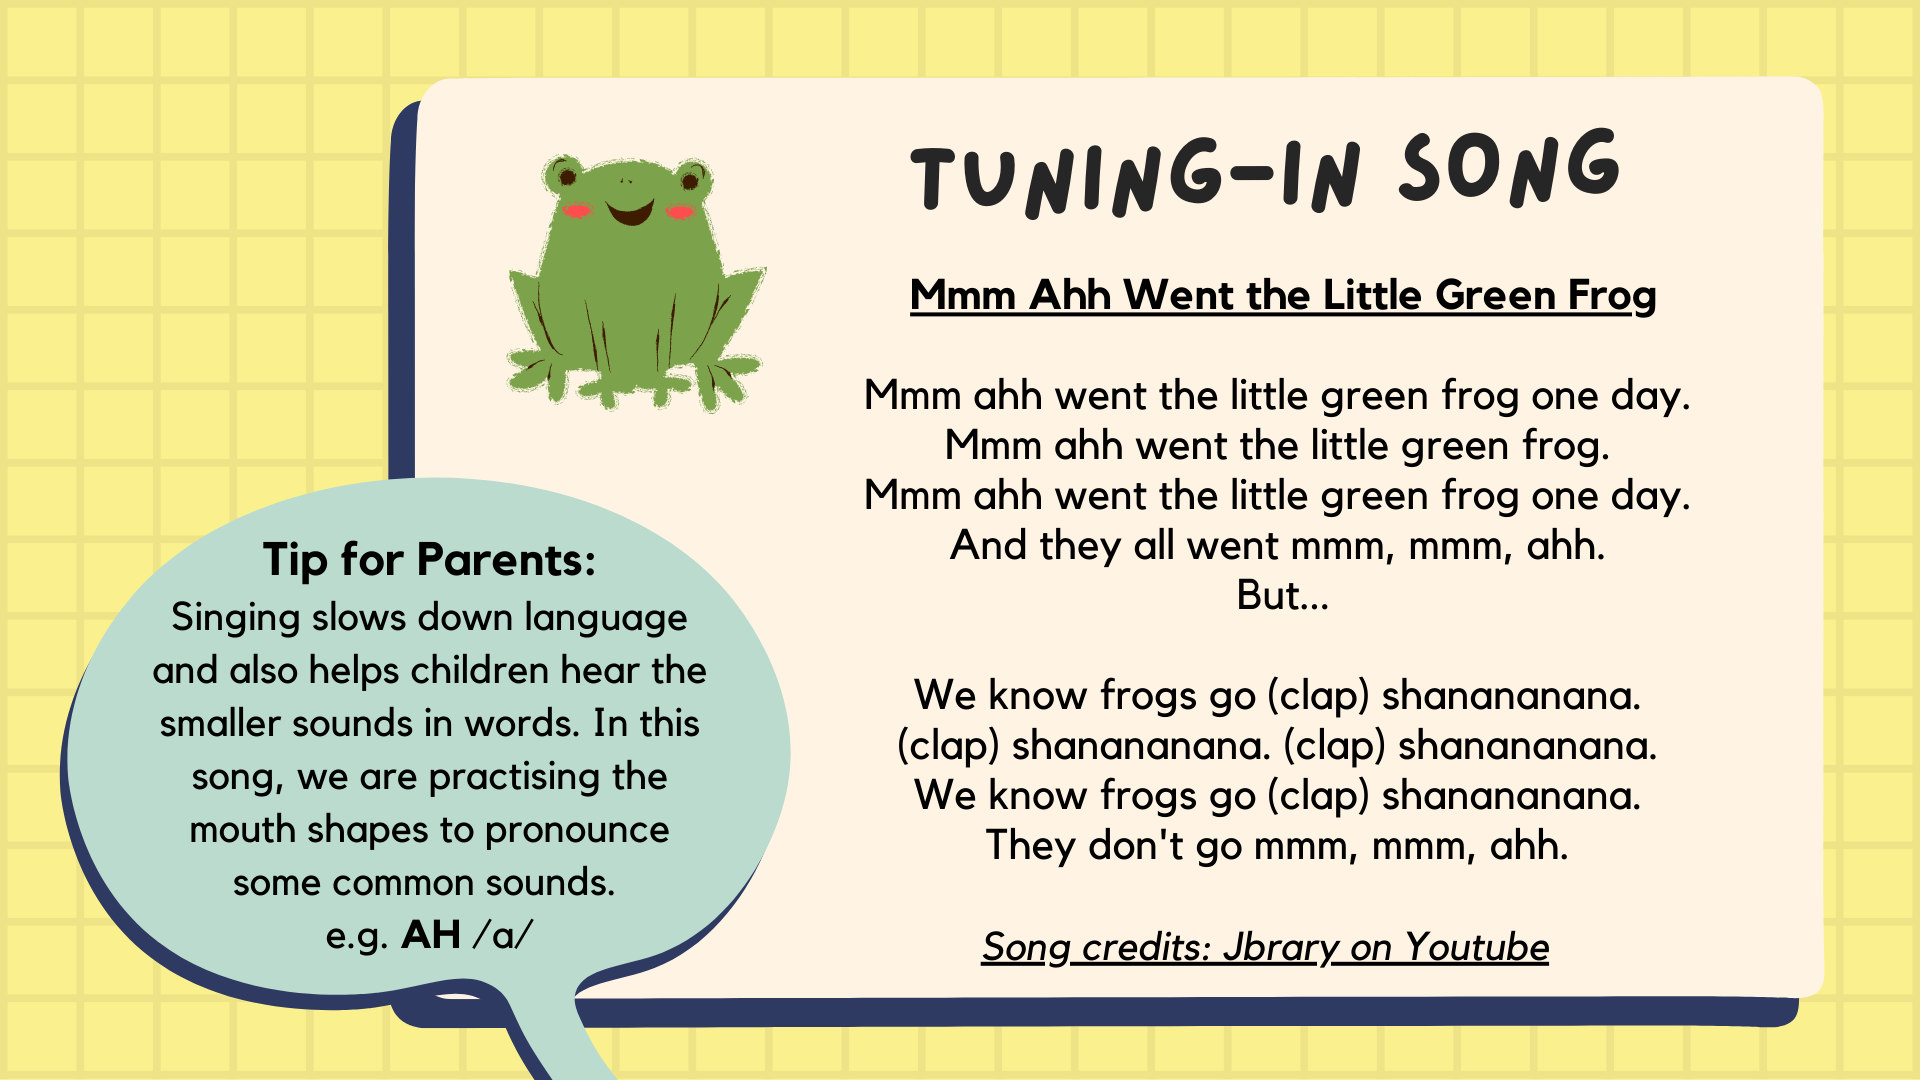 TUNING-IN SONG
Mmm Ahh Went the Little Green Frog
Mmm ahh went the little green frog one day.
Mmm ahh went the little green frog.
Mmm ahh went the little green frog one day.
And they all went mmm, mmm, ahh.
But...
We know frogs go (clap) shanananana.
(clap) shanananana. (clap) shanananana.
We know frogs go (clap) shanananana.
They don't go mmm, mmm, ahh.
Song credits: Jbrary on Youtube
Tip for Parents:
Singing slows down language
and also helps children hear the
smaller sounds in words. In this
song, we are practising the
mouth shapes to pronounce
some common sounds.
e.g. AH /a/